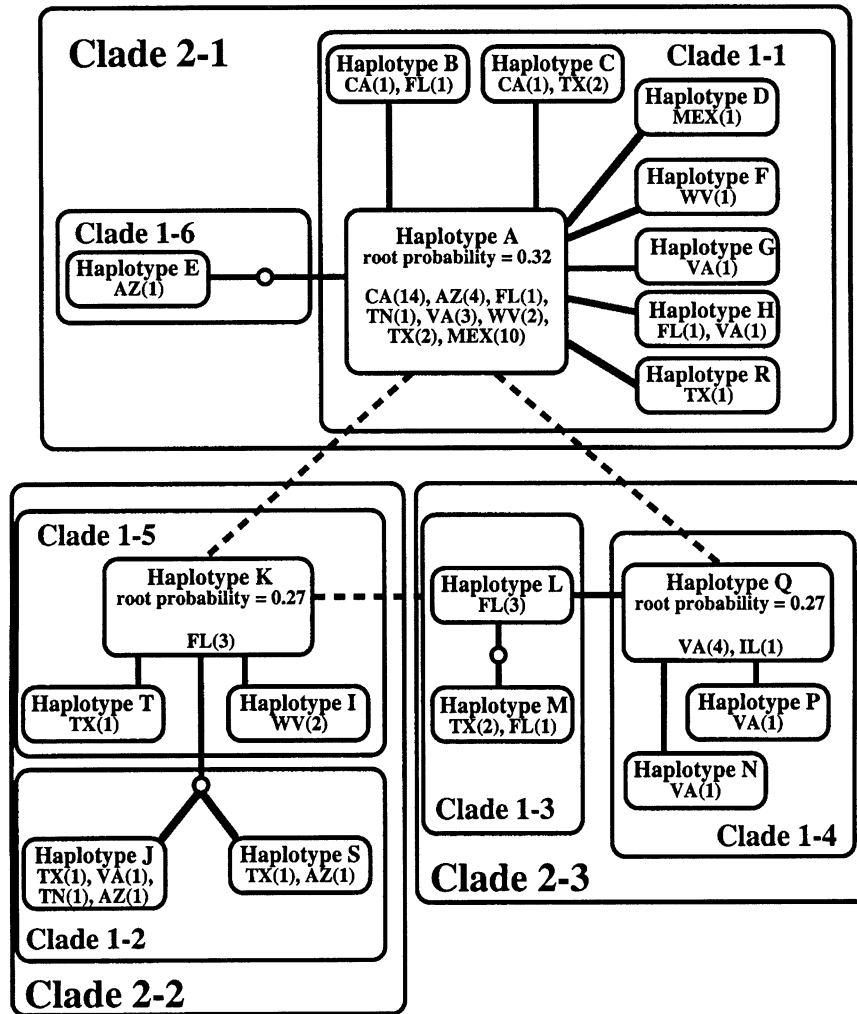 Clade 2-1
Clade 1-1
Haplotype B
CA(1), FL(1)
Haplotype C
CA(1), TX(2)
Haplotype D
MEX(1)
Haplotype F
WV(1)
Haplotype G
VA(1)
Haplotype H
FL(1), VA(1)
Haplotype R
TX(1)
Clade 1-6
Haplotype E
AZ(1)
Haplotype A
root probability = 0.32
CA(14), AZ(4), FL(1),
TN(1), VA(3), WV(2),
TX(2), MEX(10)
Clade 1-5
Haplotype K
root probability = 0.27
FL(3)
Haplotype T
TX(1)
Haplotype I
WV(2)
Haplotype J
TX(1), VA(1),
TN(1), AZ(1)
Haplotype S
TX(1), AZ(1)
Clade 1-2
Clade 2-2
Haplotype L
FL(3)
Haplotype M
TX(2), FL(1)
Clade 1-3
Haplotype Q
root probability = 0.27
VA(4), IL(1)
Haplotype P
VA(1)
Haplotype N
VA(1)
Clade 1-4
Clade 2-3